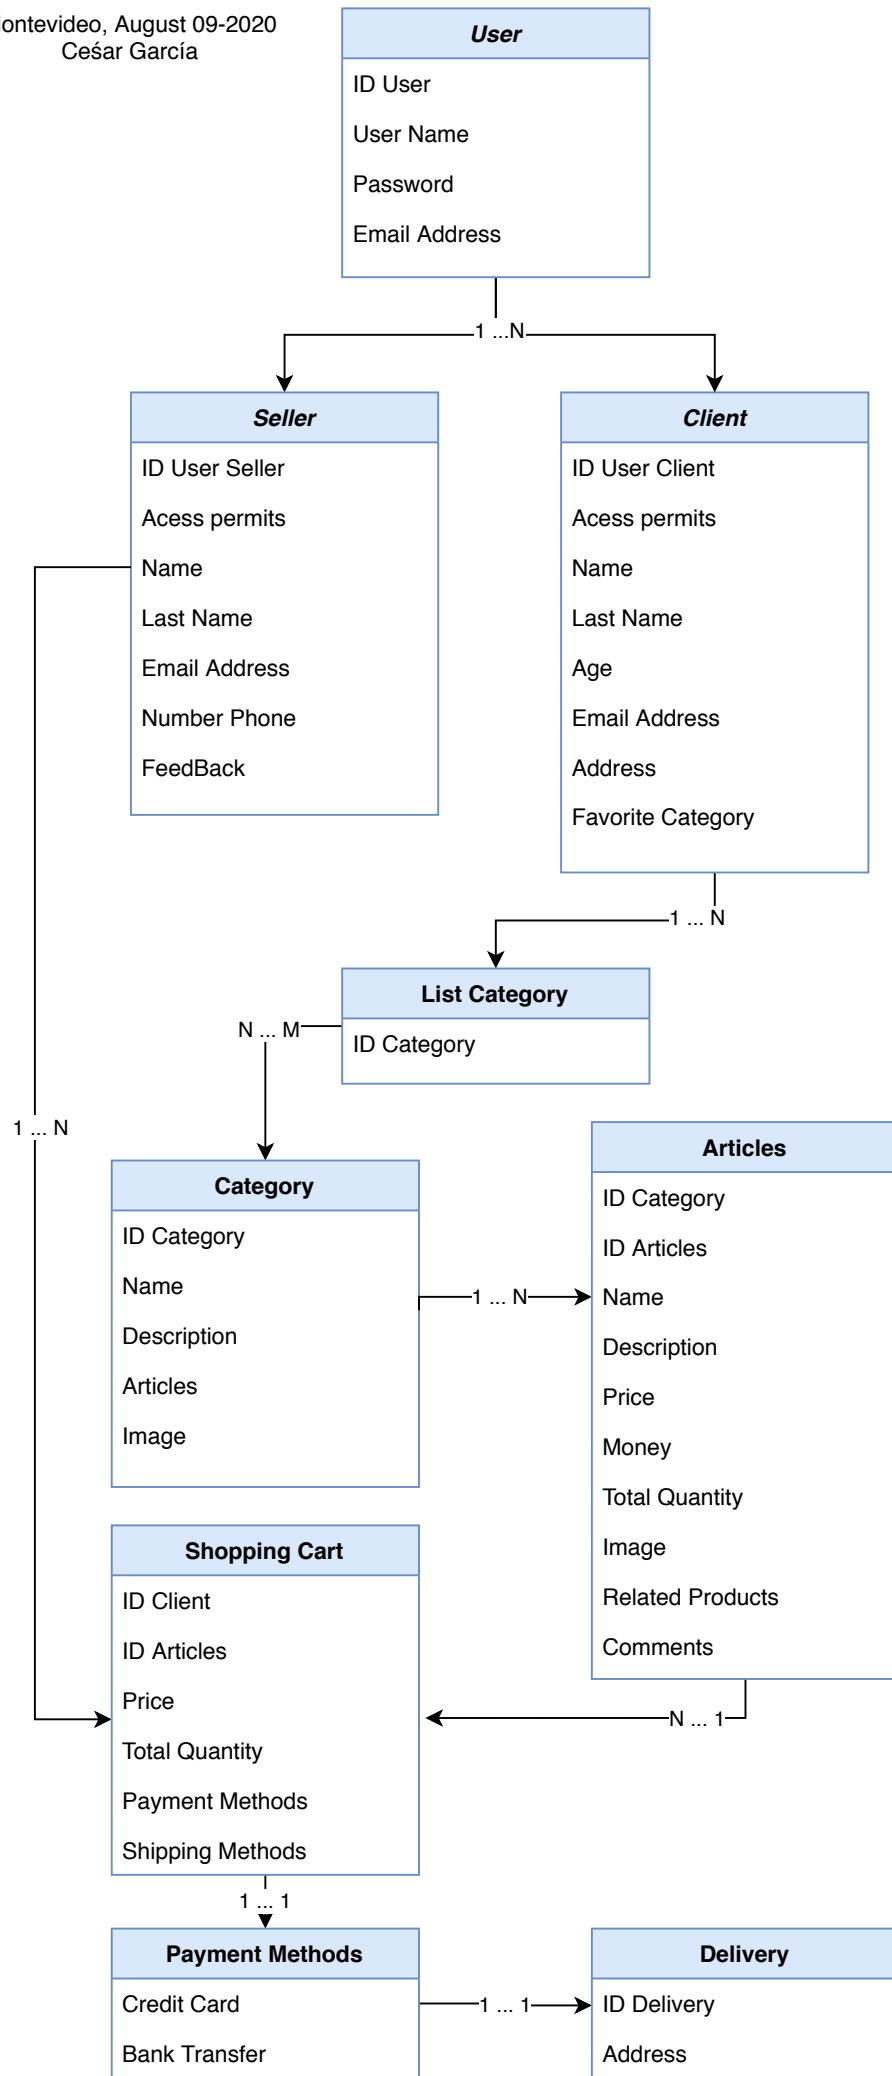 ontevideo, August 09-2020
Ceśar García
User
ID User
User Name
Password
Email Address
1 ...N
Seller
ID User Seller
Acess permits
Name
Last Name
Email Address
Number Phone
FeedBack
Client
ID User Client
Acess permits
Name
Last Name
Age
Email Address
Address
Favorite Category
1 ... N
List Category
ID Category
N ... M
1 ... N
Category
ID Category
Name
Description
Articles
Image
1 ... N
Articles
ID Category
ID Articles
Name
Description
Price
Money
Total Quantity
Image
Related Products
Comments
N ... 1
Shopping Cart
ID Client
ID Articles
Price
Total Quantity
Payment Methods
Shipping Methods
1 ... 1
Payment Methods
Credit Card
Bank Transfer
1 ... 1
Delivery
ID Delivery
Address